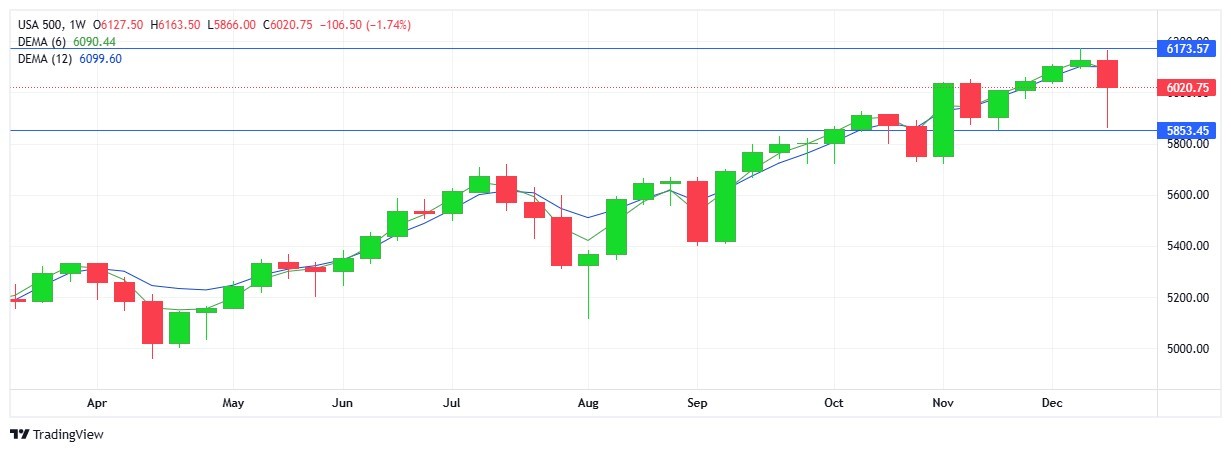 USA 500, 1W O6127.50 H6163.50 L5866.00 C6020.75 −106.50 (−1.74%)
DEMA (6) 6090.44
DEMA (12) 6099.60
6173.57
6020.75
5853.45
5800.00
5600.00
5400.00
5200.00
5000.00
Apr May Jun Jul Aug Sep Oct Nov Dec
TradingView